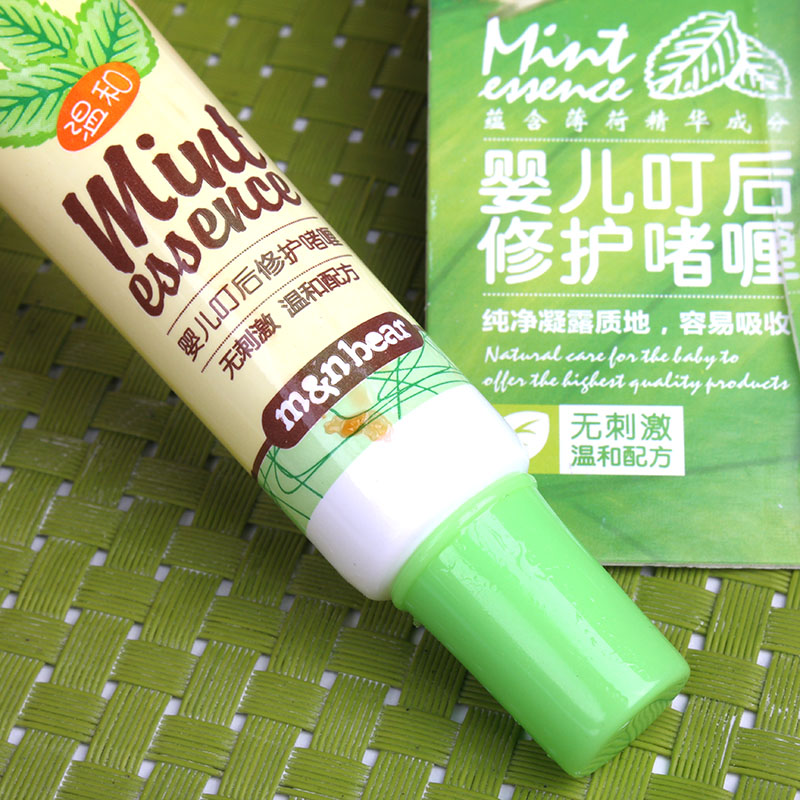 温和
Mint
essence
婴儿叮后修护啫喱
无刺激 温和配方
m&n bear
Mint
essence
蕴含薄荷精华成分
婴儿叮后
修护啫喱
纯净凝露质地，容易吸收
Natural care for the baby to
offer the highest quality products
无刺激
温和配方